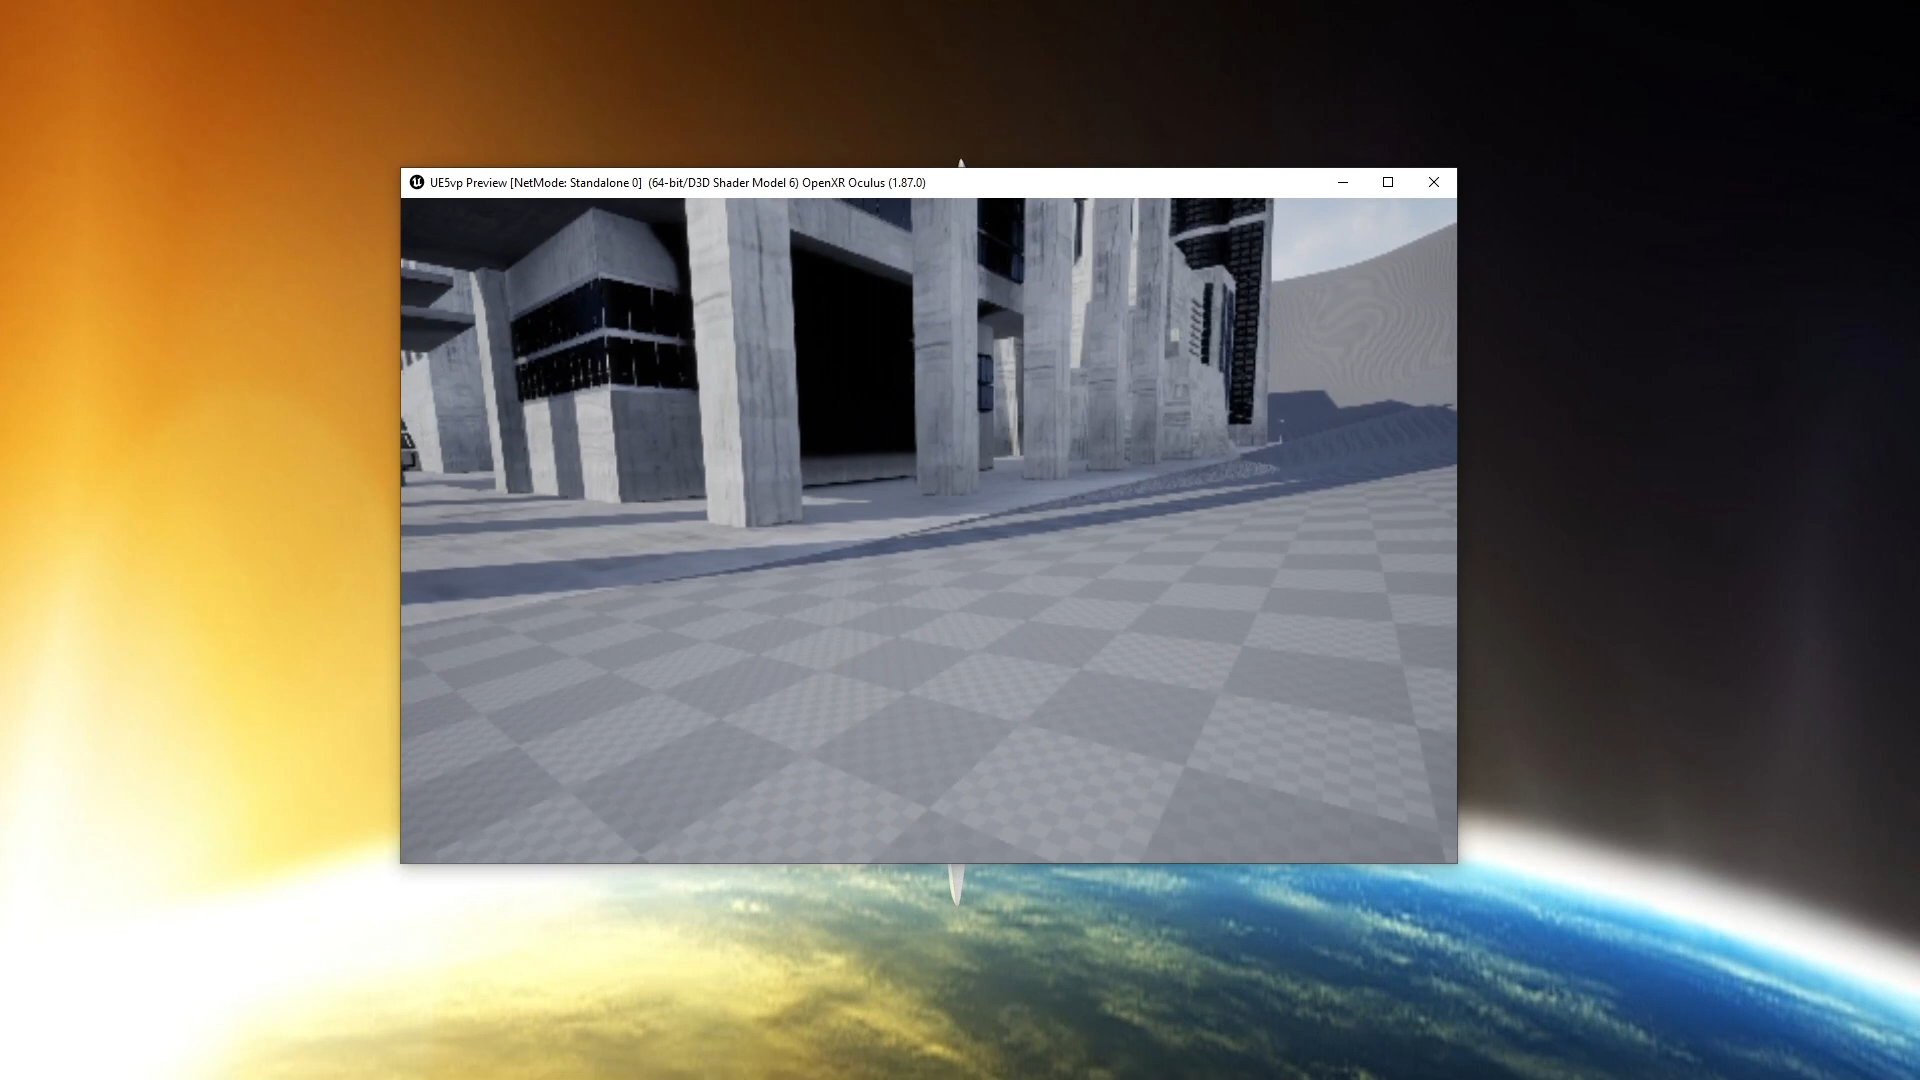 UE5vp Preview [NetMode: Standalone 0]  (64-bit/D3D Shader Model 6) OpenXR Oculus (1.87.0)